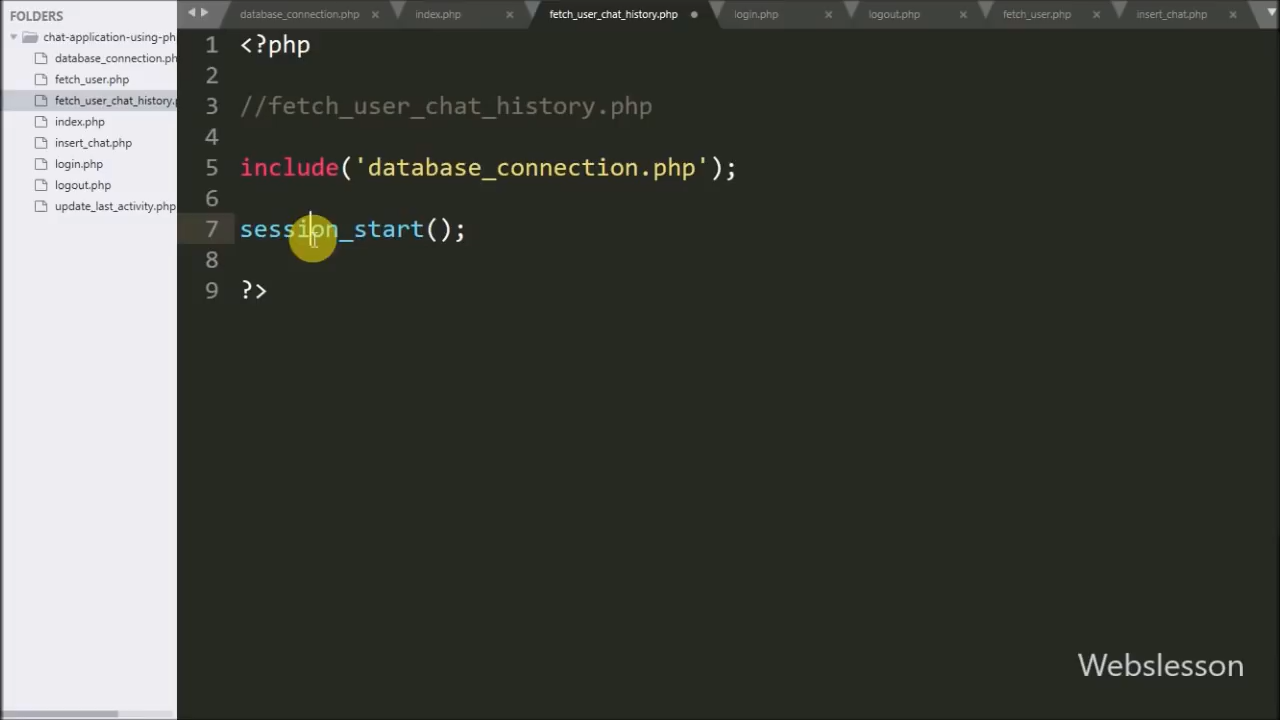 FOLDERS
chat-application-using-ph
database_connection.ph
fetch_user.php
fetch_user_chat_history.p
index.php
insert_chat.php
login.php
logout.php
update_last_activity.php
database_connection.php
index.php
fetch_user_chat_history.php
login.php
logout.php
fetch_user.php
insert_chat.php
1 <?php
2
3 //fetch_user_chat_history.php
4
5 include('database_connection.php');
6
7 session_start();
8
9 ?>
Webslesson